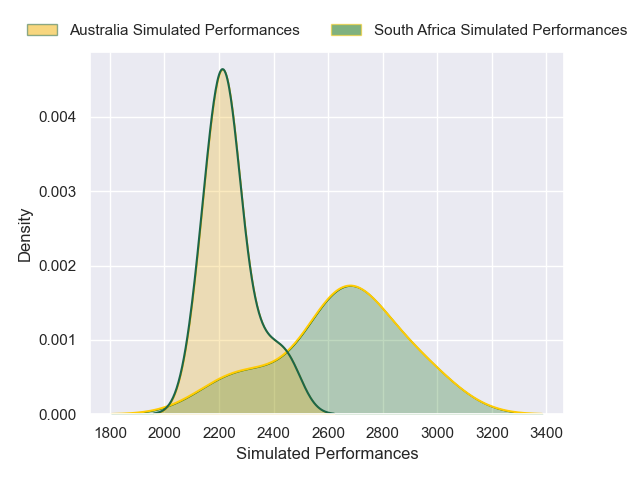 Australia Simulated Performances South Africa Simulated Performances
0.004
0.003
0.002
0.001
0.000
Density
1800 2000 2200 2400 2600 2800 3000 3200 3400
Simulated Performances